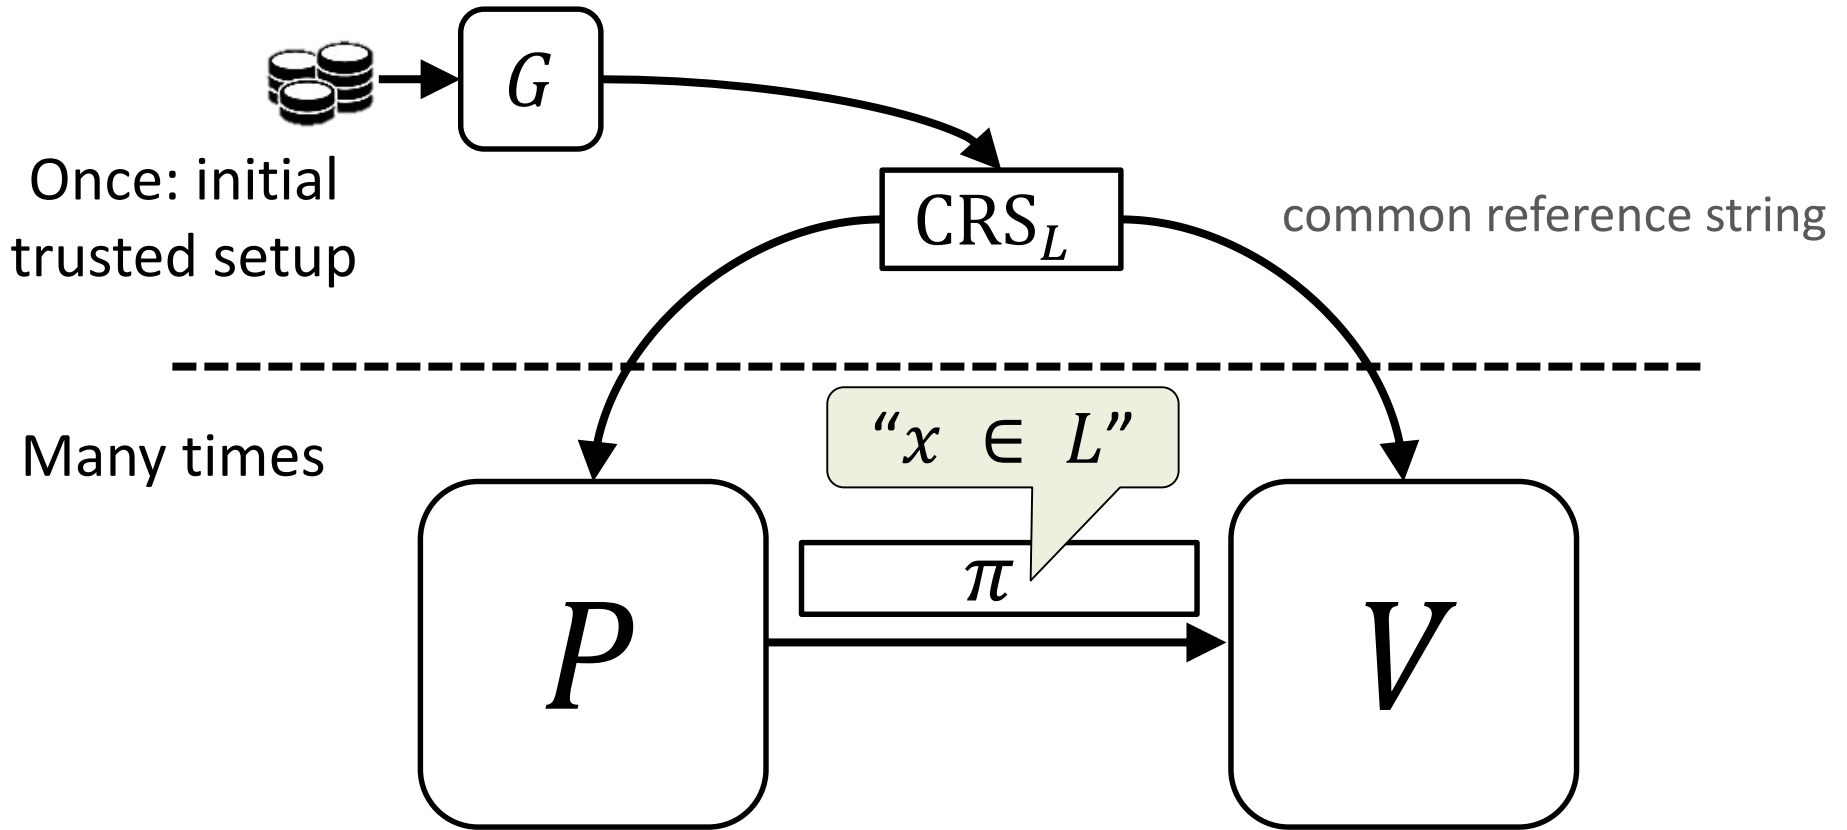 G
Once: initial
trusted setup
CRS_L
common reference string
Many times
“x ∈ L”
π
P
V